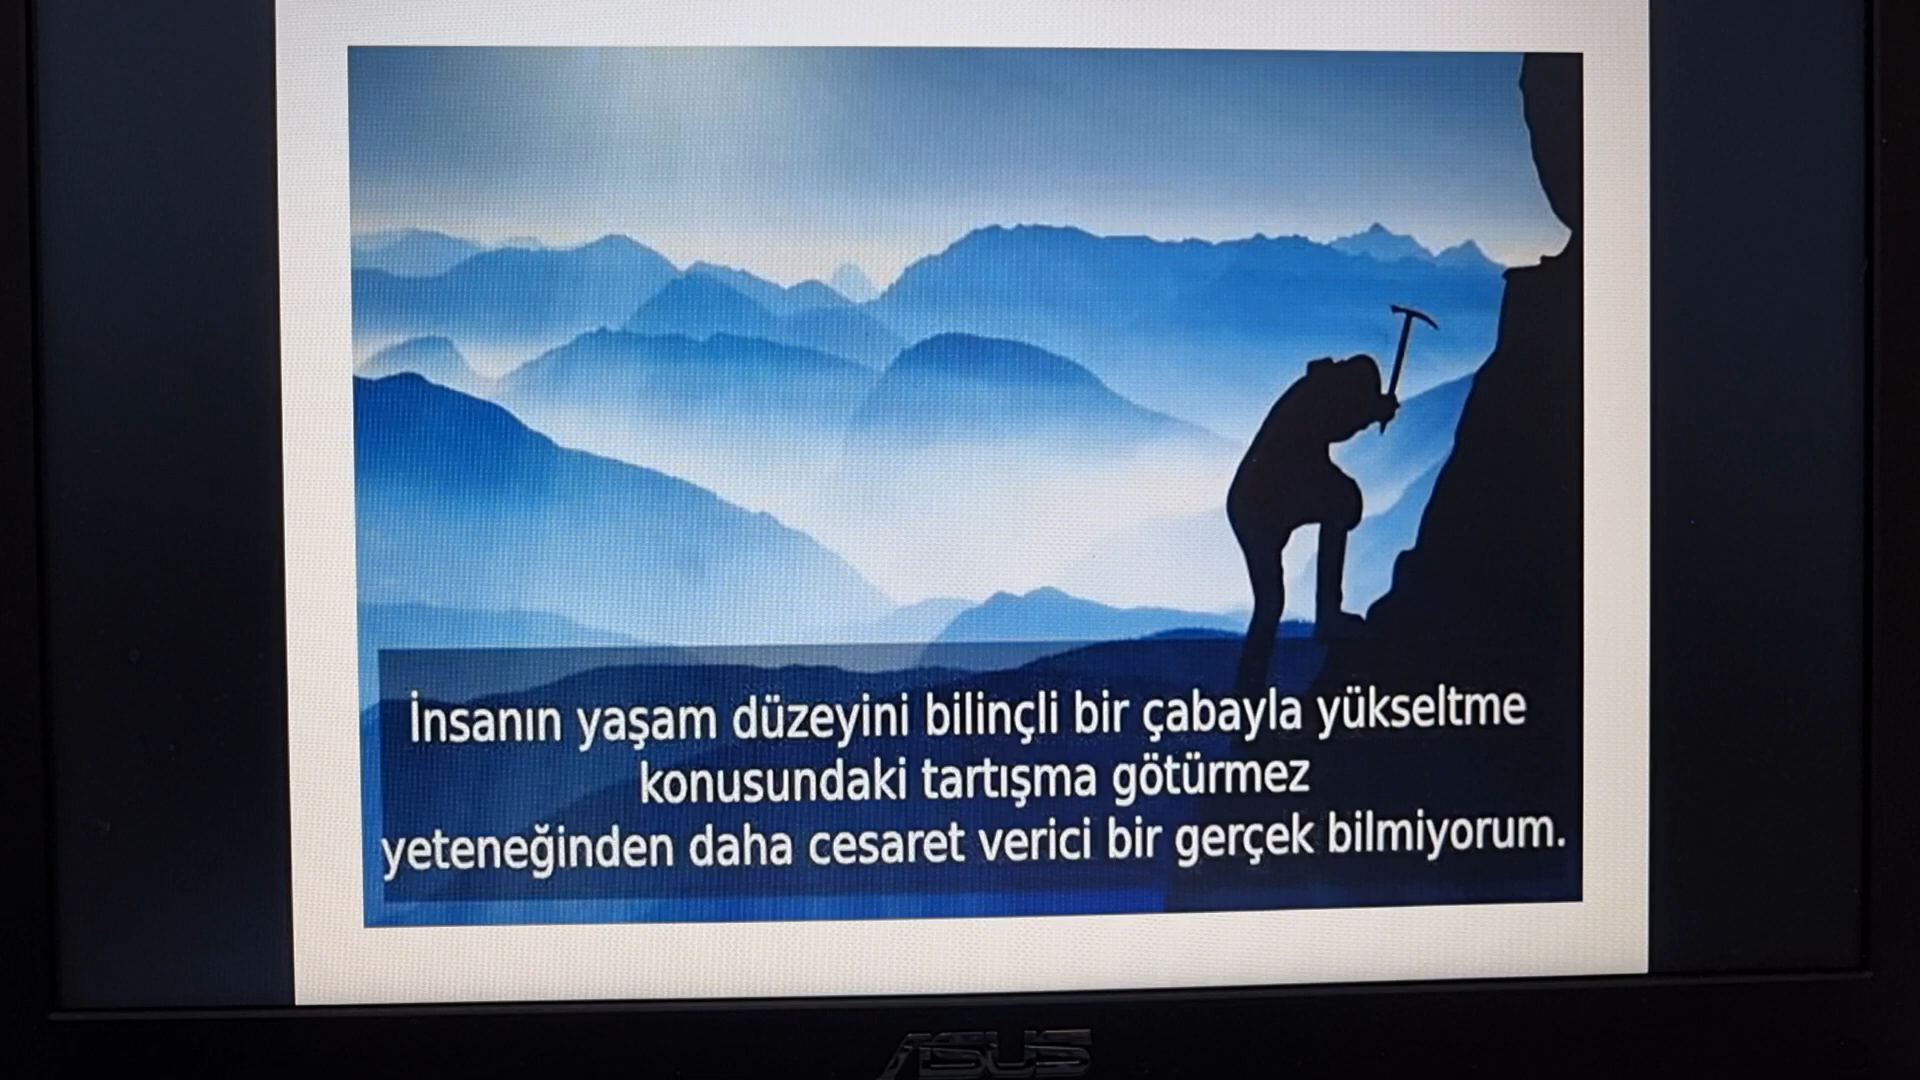 İnsanın yaşam düzeyini bilinçli bir çabayla yükseltme
konusundaki tartışma götürmez
yeteneğinden daha cesaret verici bir gerçek bilmiyorum.
ASUS